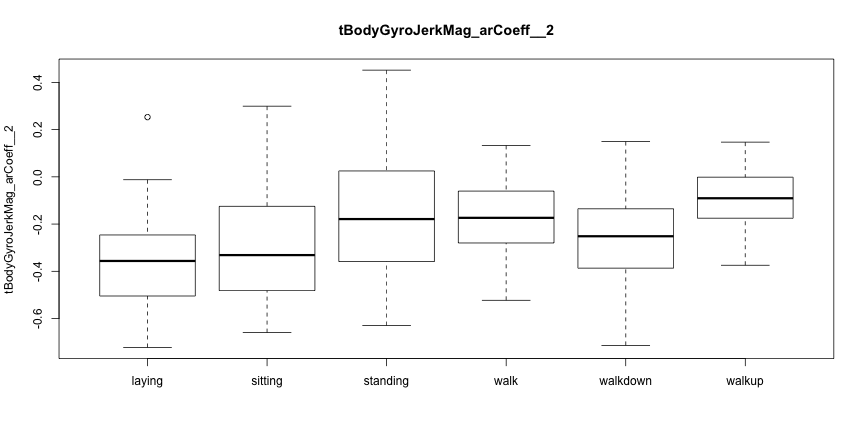 tBodyGyroJerkMag_arCoeff__2
tBodyGyroJerkMag_arCoeff__2
0.4
0.2
0.0
-0.2
-0.4
-0.6
laying sitting standing walk walkdown walkup